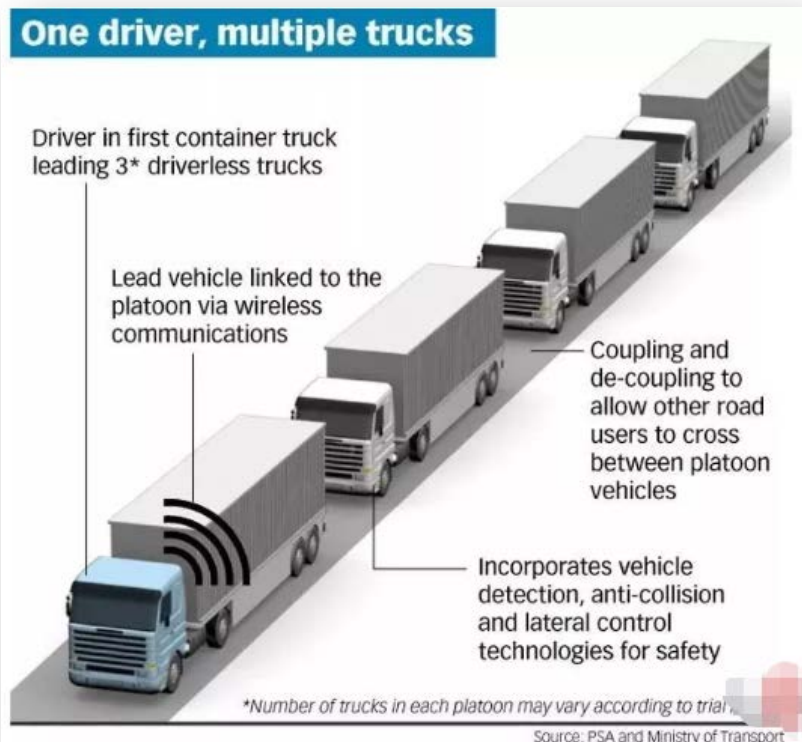 One driver, multiple trucks
Driver in first container truck
leading 3* driverless trucks
Lead vehicle linked to the
platoon via wireless
communications
Coupling and
de-coupling to
allow other road
users to cross
between platoon
vehicles
Incorporates vehicle
detection, anti-collision
and lateral control
technologies for safety
*Number of trucks in each platoon may vary according to
Source: PSA and Ministry of Transport